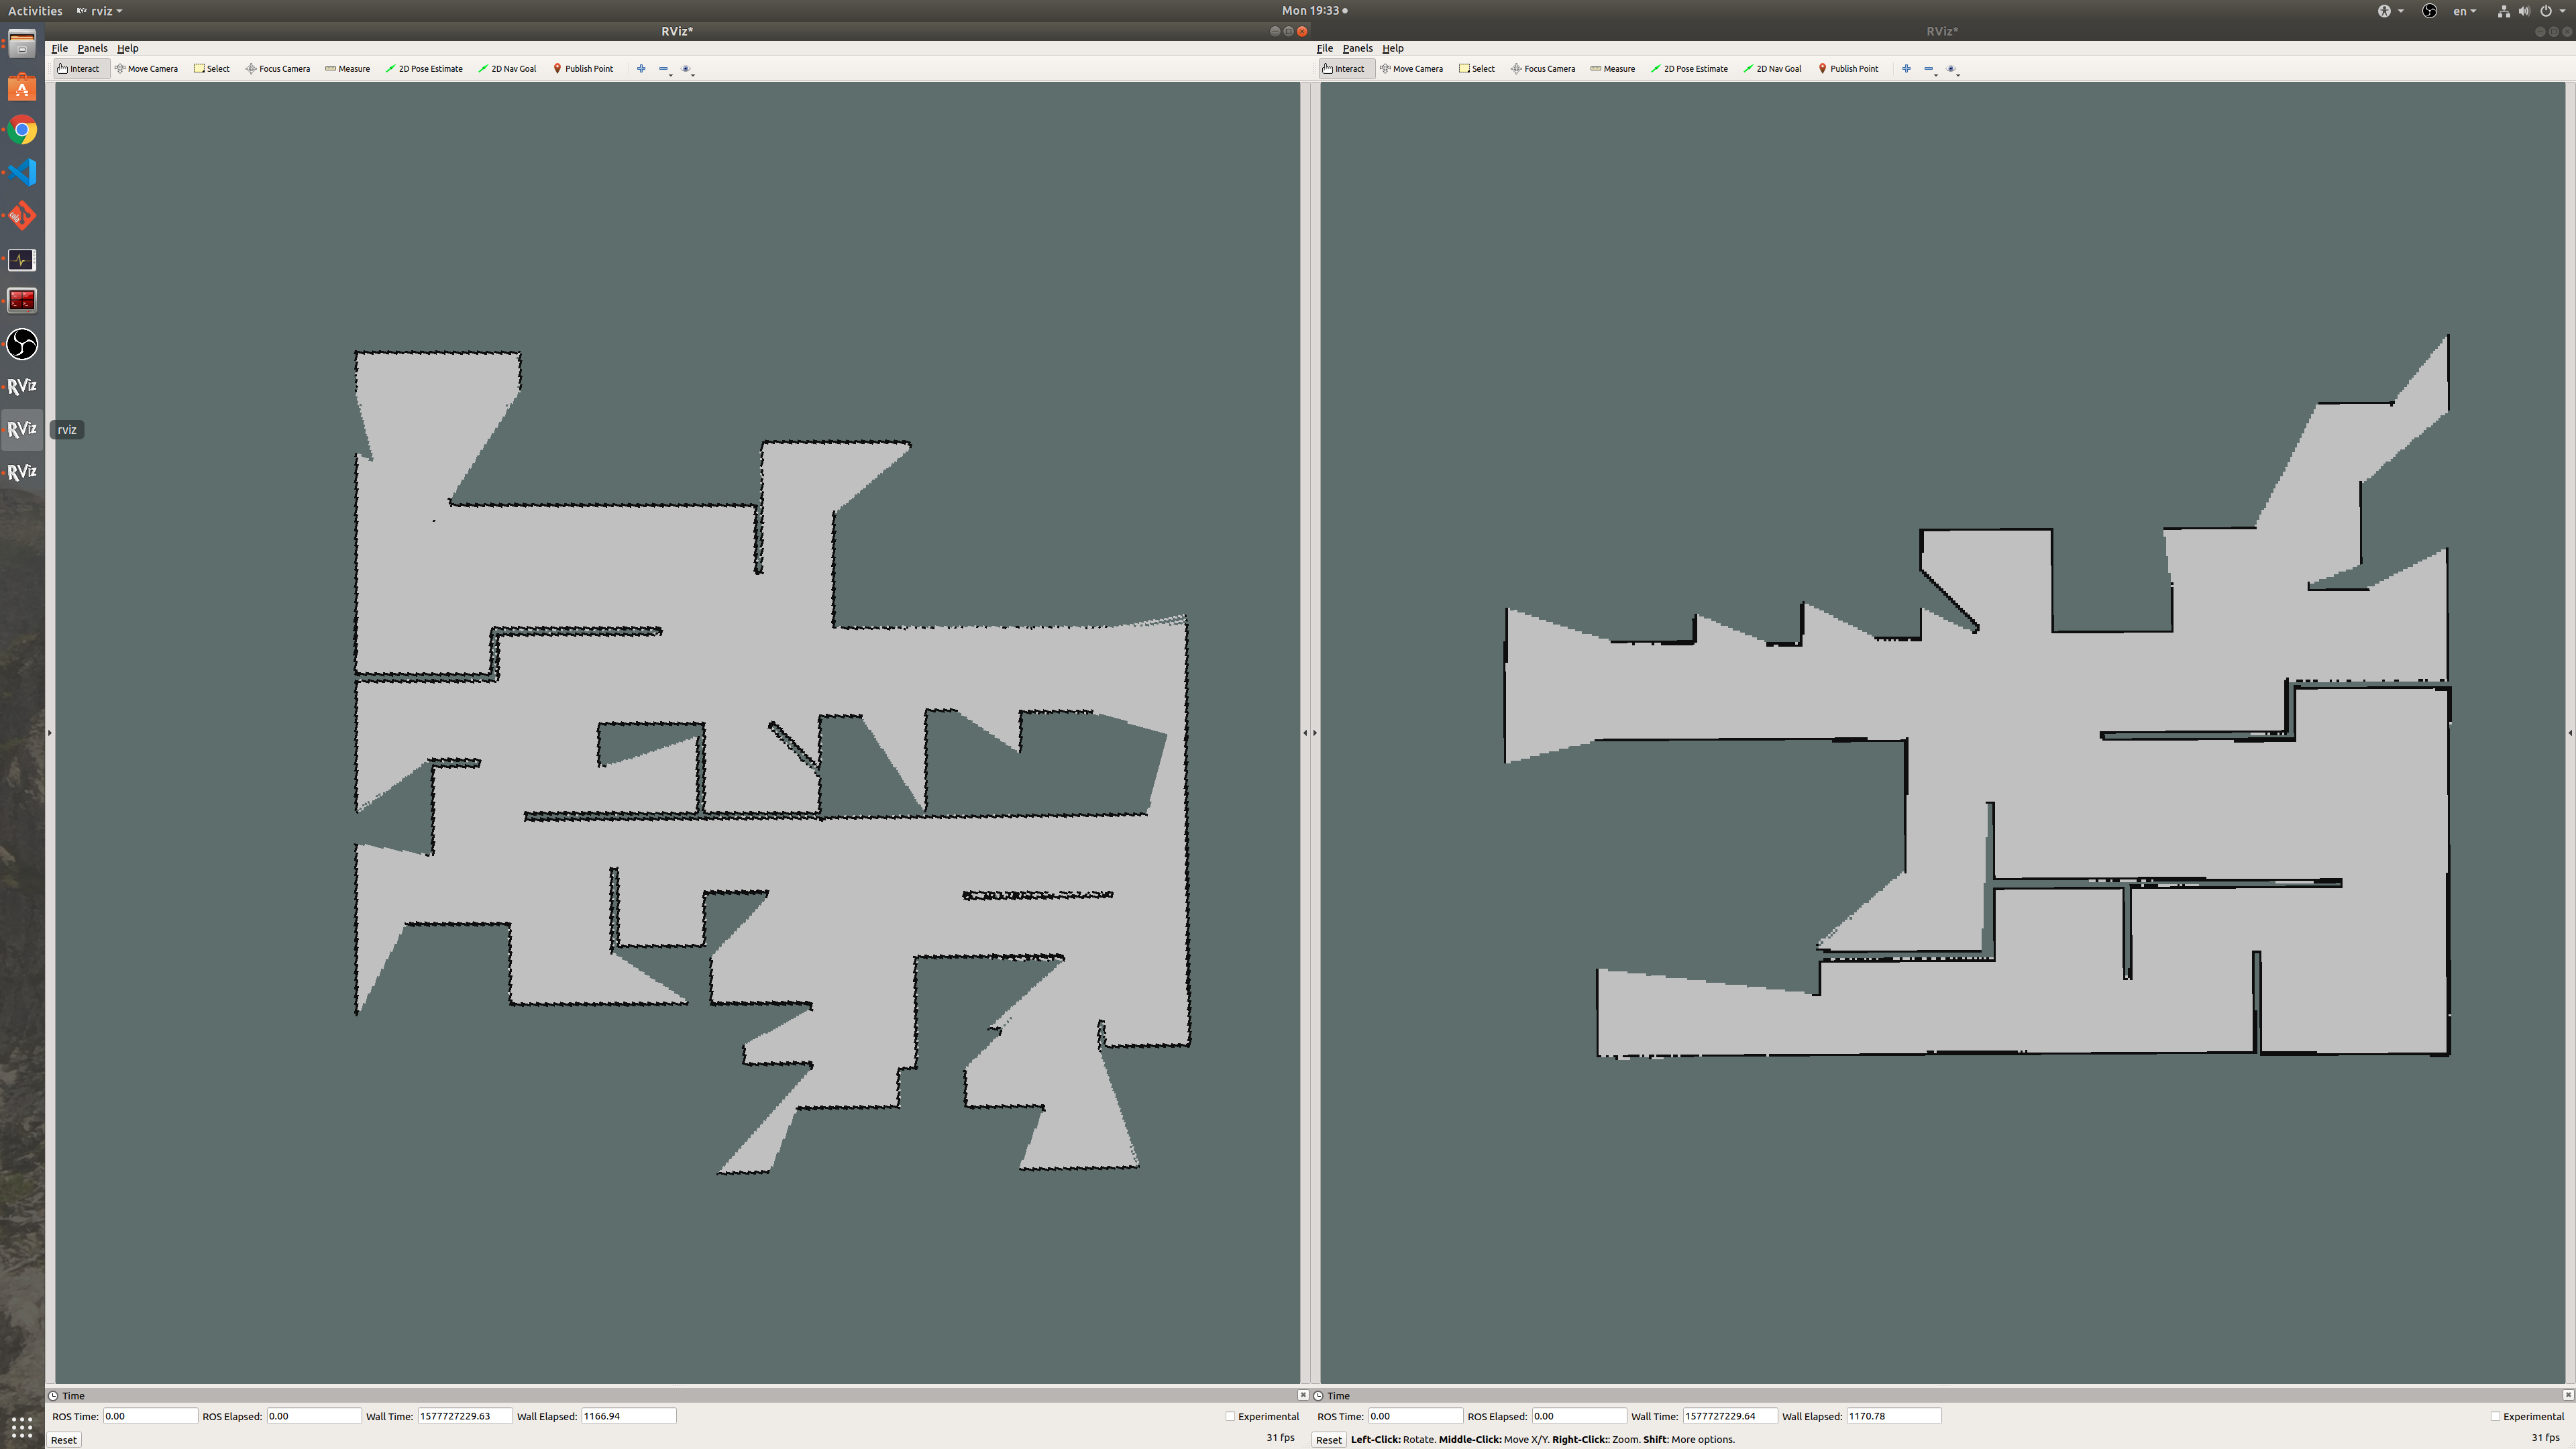 Activities
rviz
Mon 19:33
en
RViz*
File Panels Help
Interact Move Camera Select Focus Camera Measure 2D Pose Estimate 2D Nav Goal Publish Point
RViz*
File Panels Help
Interact Move Camera Select Focus Camera Measure 2D Pose Estimate 2D Nav Goal Publish Point
RViz
RViz
rviz
RViz
Time
ROS Time: 0.00 ROS Elapsed: 0.00 Wall Time: 1577727229.63 Wall Elapsed: 1166.94 Experimental
Reset 31 fps
Time
ROS Time: 0.00 ROS Elapsed: 0.00 Wall Time: 1577727229.64 Wall Elapsed: 1170.78 Experimental
Reset Left-Click: Rotate. Middle-Click: Move X/Y. Right-Click:: Zoom. Shift: More options. 31 fps